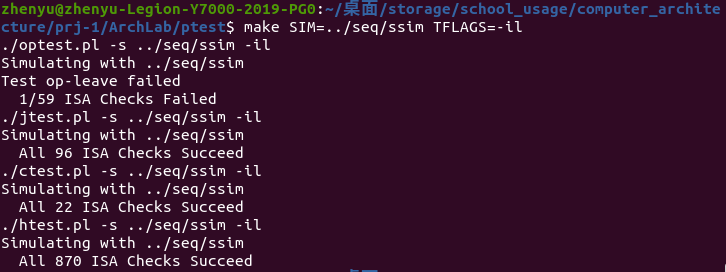 zhenyu@zhenyu-Legion-Y7000-2019-PG0:~/桌面/storage/school_usage/computer_archite
cture/prj-1/ArchLab/ptest$ make SIM=../seq/ssim TFLAGS=-il
./optest.pl -s ../seq/ssim -il
Simulating with ../seq/ssim
Test op-leave failed
  1/59 ISA Checks Failed
./jtest.pl -s ../seq/ssim -il
Simulating with ../seq/ssim
  All 96 ISA Checks Succeed
./ctest.pl -s ../seq/ssim -il
Simulating with ../seq/ssim
  All 22 ISA Checks Succeed
./htest.pl -s ../seq/ssim -il
Simulating with ../seq/ssim
  All 870 ISA Checks Succeed